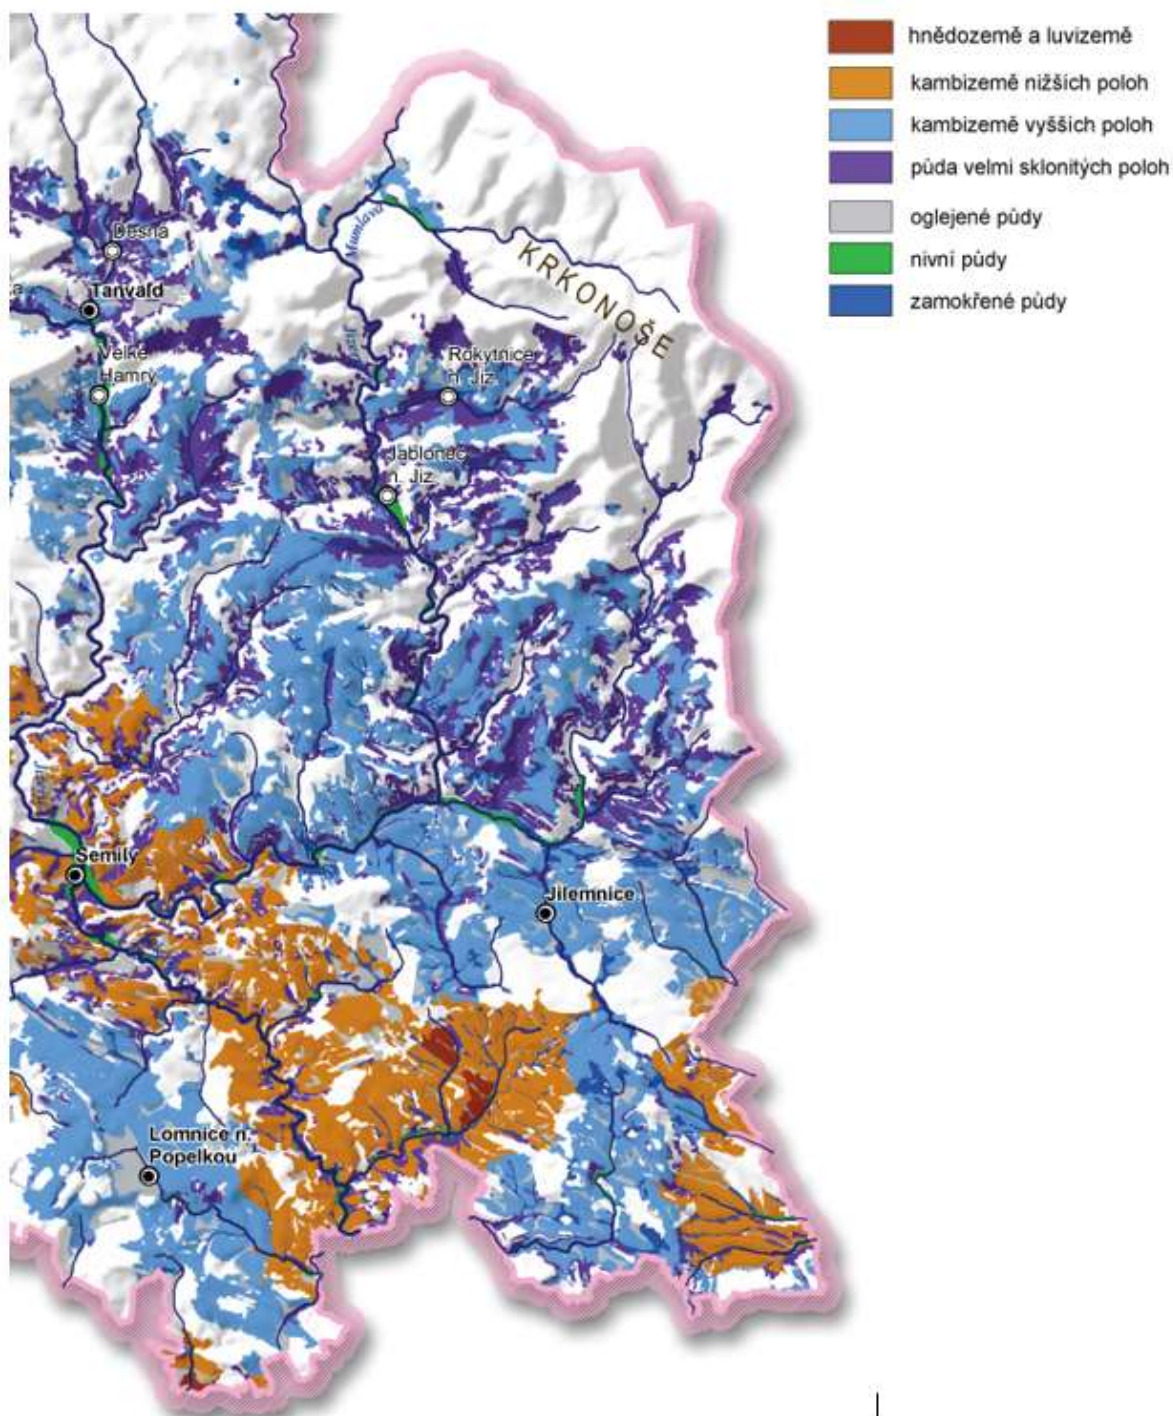 hnědozemě a luvizemě
kambizemě nižších poloh
kambizemě vyšších poloh
půda velmi sklonitých poloh
oglejené půdy
nivní půdy
zamokřené půdy
Mumlava
KRKONOŠE
Desná
Tanvald
Velké
Hamry
Rokytnice
n. Jiz.
Jablonec
n. Jiz.
Semily
Jilemnice
Lomnice n.
Popelkou